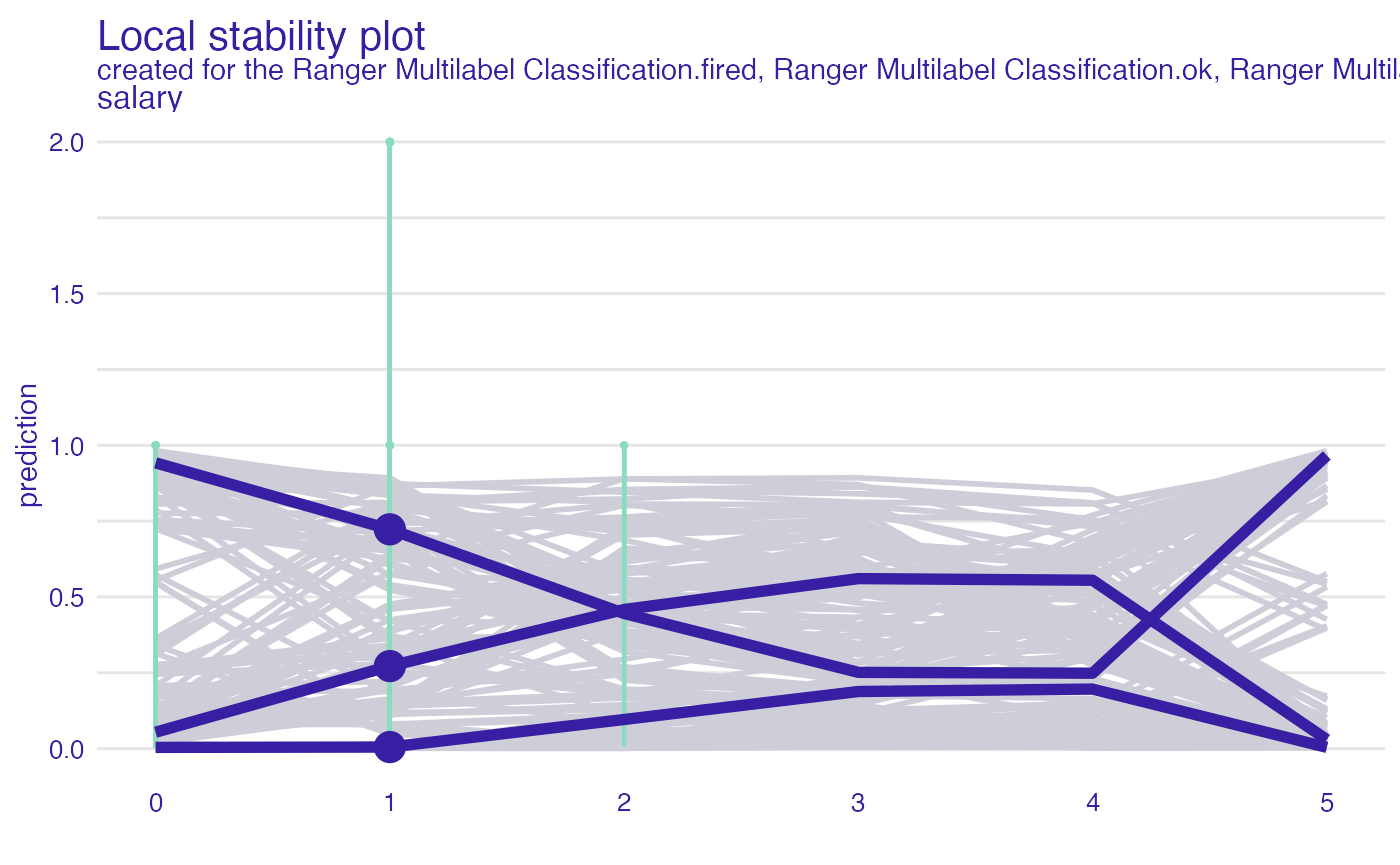 Local stability plot
created for the Ranger Multilabel Classification.fired, Ranger Multilabel Classification.ok, Ranger
salary
2.0
1.5
1.0
0.5
0.0
prediction
0 1 2 3 4 5